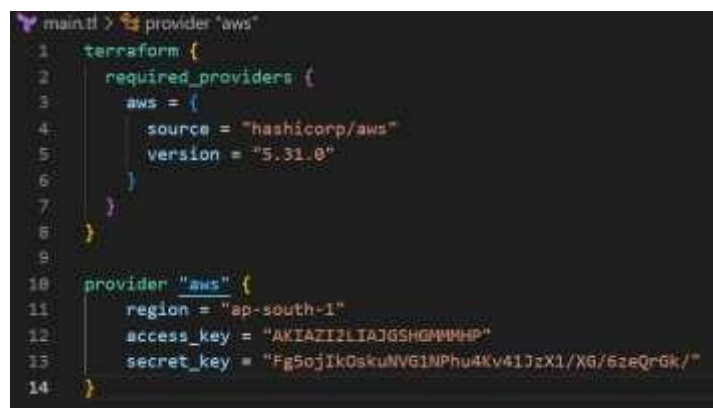 main.tf > provider "aws"
1 terraform {
2 required_providers {
3 aws = {
4 source = "hashicorp/aws"
5 version = "5.31.0"
6 }
7 }
8 }
9
10 provider "aws" {
11 region = "ap-south-1"
12 access_key =
13 secret_key =
14 }